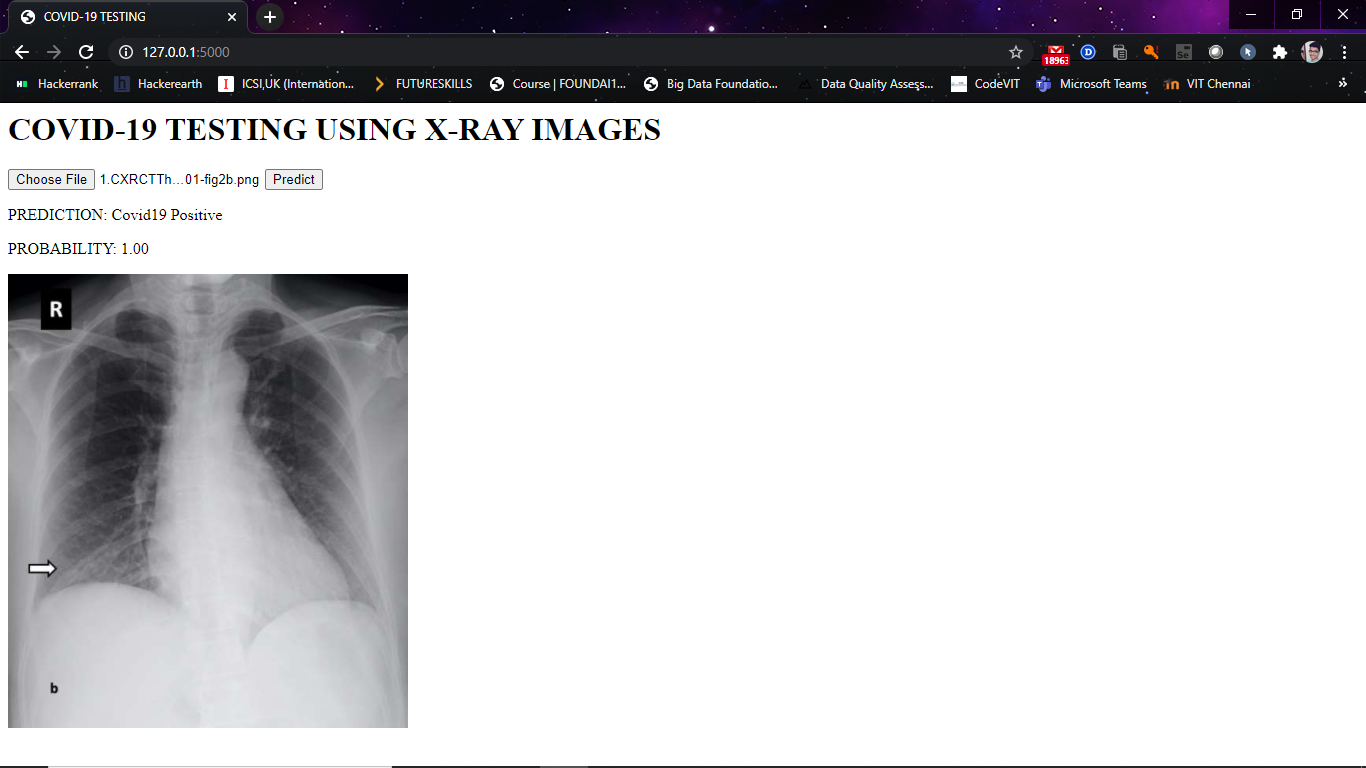 COVID-19 TESTING
127.0.0.1:5000
18963
Hackerrank
Hackerearth
ICSI,UK (Internation...
FUTURESKILLS
Course | FOUNDAI1...
Big Data Foundatio...
Data Quality Assess...
CodeVIT
Microsoft Teams
VIT Chennai
COVID-19 TESTING USING X-RAY IMAGES
Choose File 1.CXRCTTh...01-fig2b.png Predict
PREDICTION: Covid19 Positive
PROBABILITY: 1.00
R
b